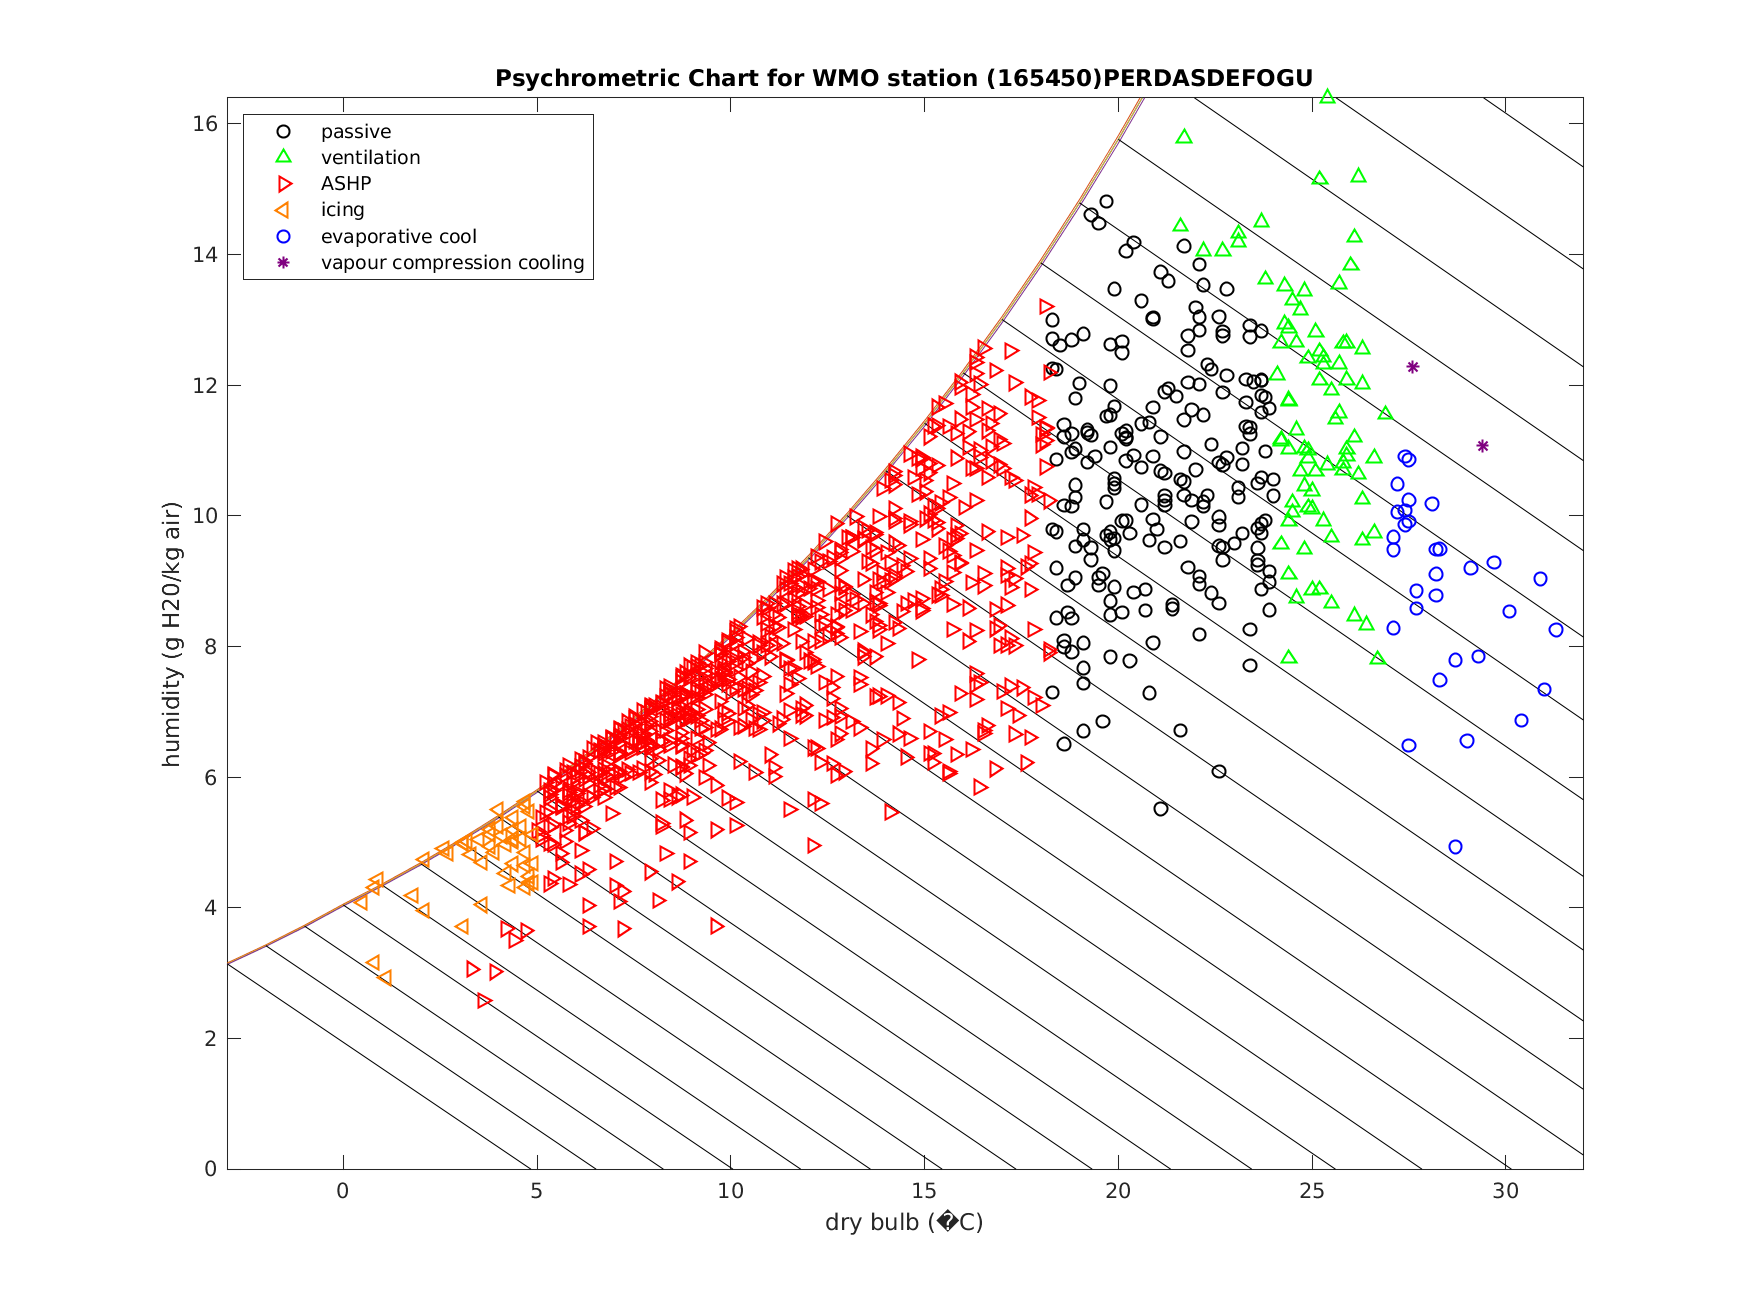 Psychrometric Chart for WMO station (165450)PERDASDEFOGU
passive
ventilation
ASHP
icing
evaporative cool
vapour compression cooling
humidity (g H20/kg air)
16
14
12
10
8
6
4
2
0
0 5 10 15 20 25 30
dry bulb (�C)